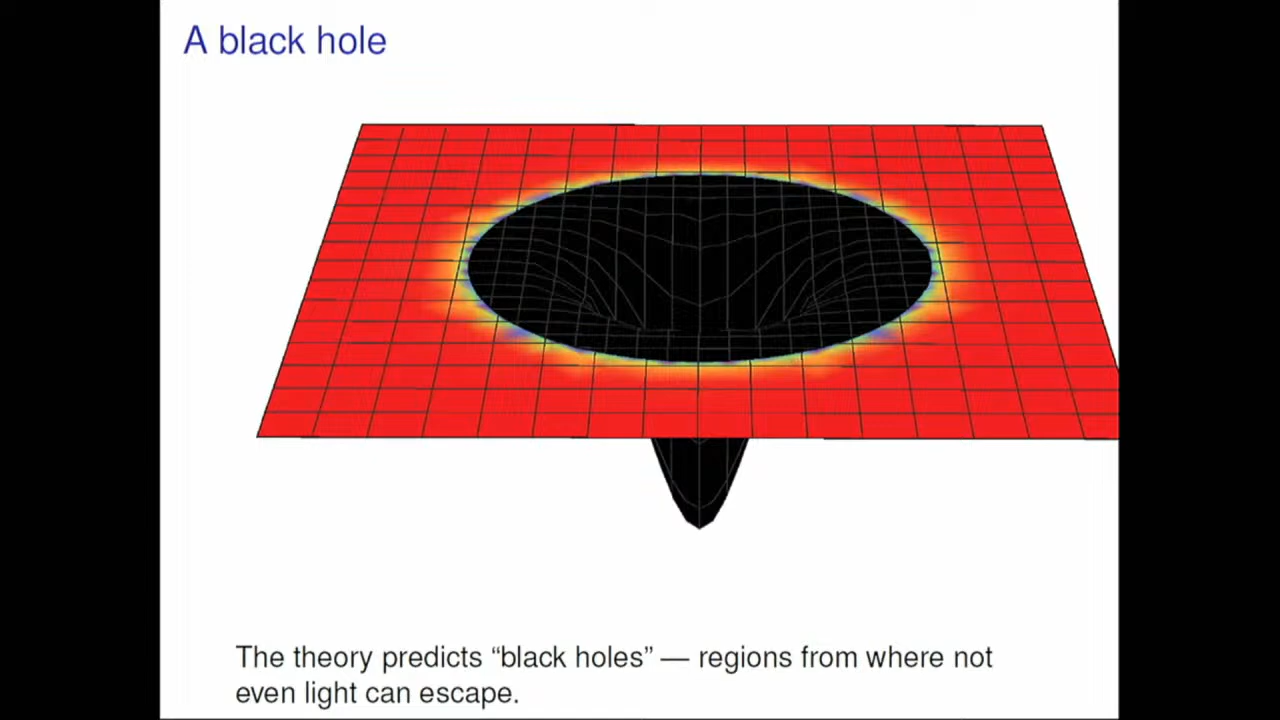 A black hole
The theory predicts “black holes” — regions from where not
even light can escape.